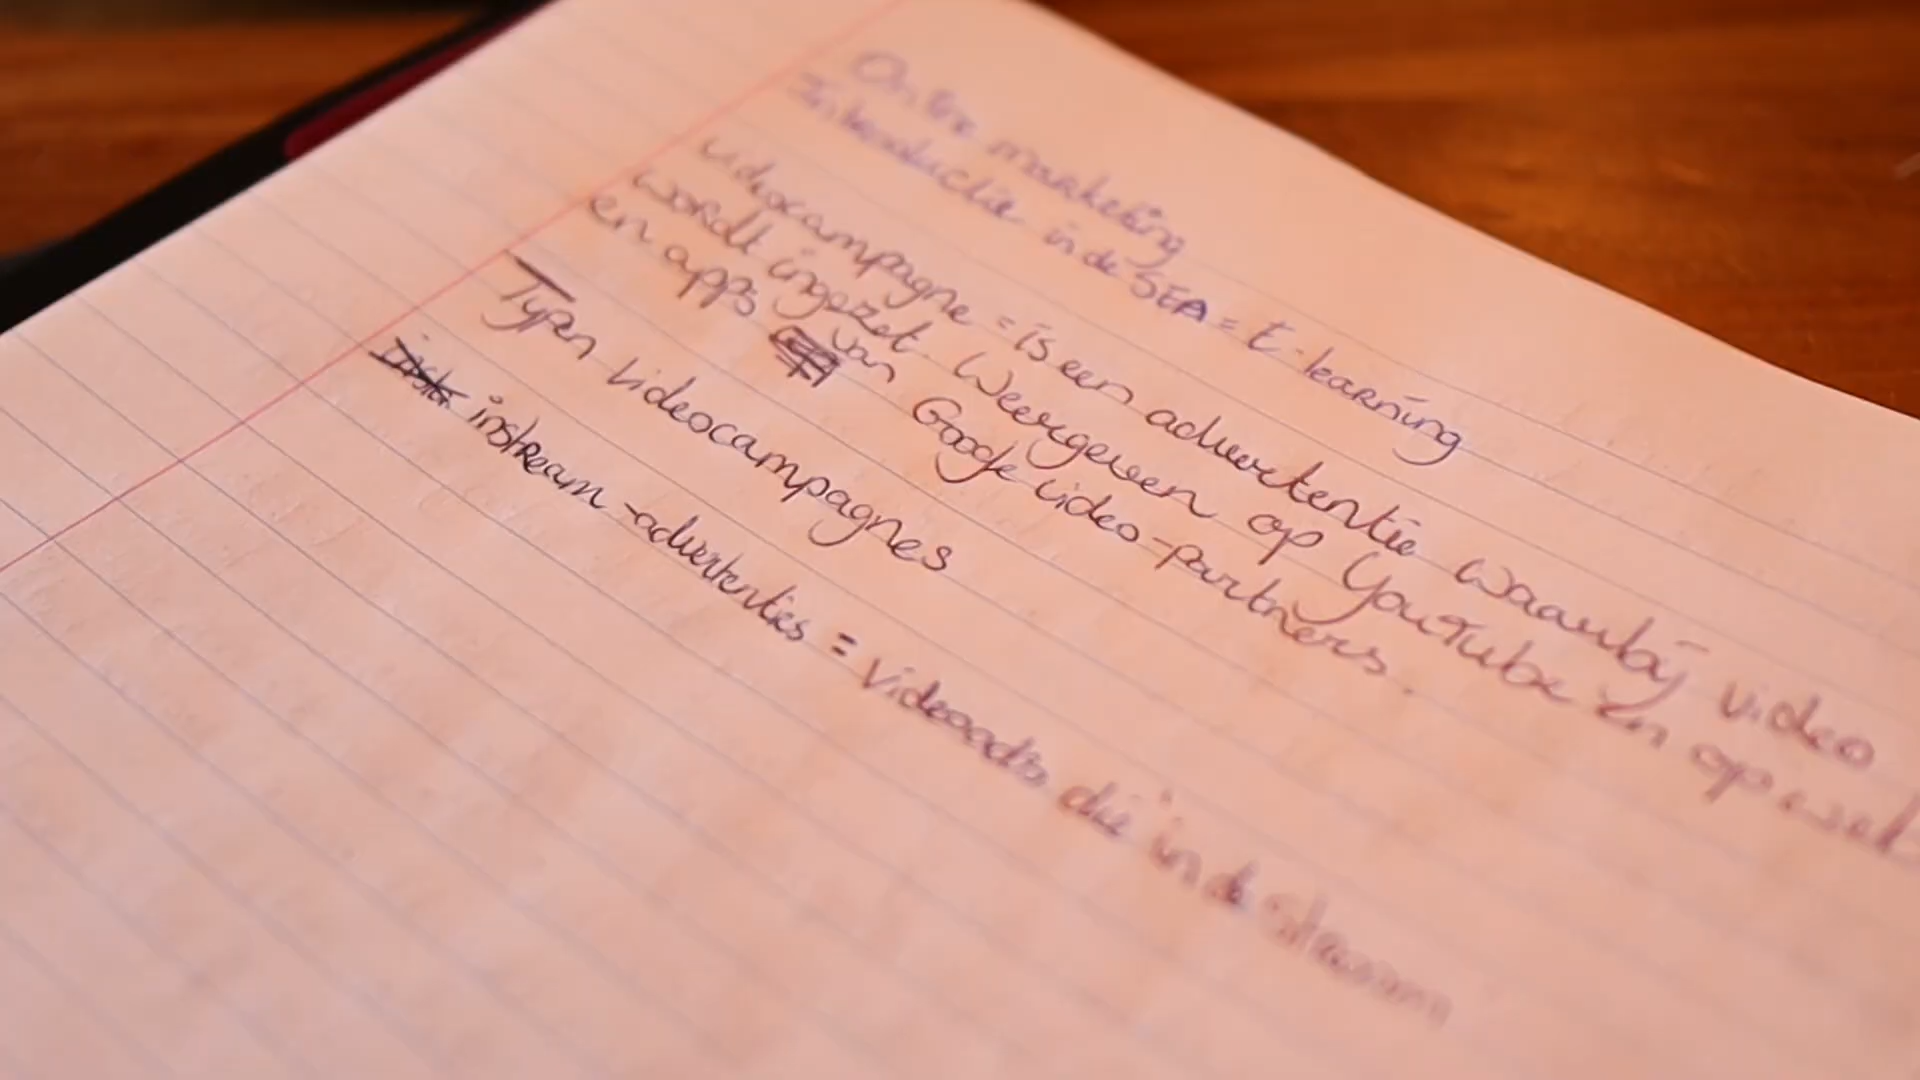 Online marketing
Introductie in de SEA = E-learning
videocampagne = is een advertentie waarbij video
wordt ingezet. Weergeven op YouTube en op
en apps van Google video-partners.
Typen videocampagnes
instream-advertenties = videoads die in de stream